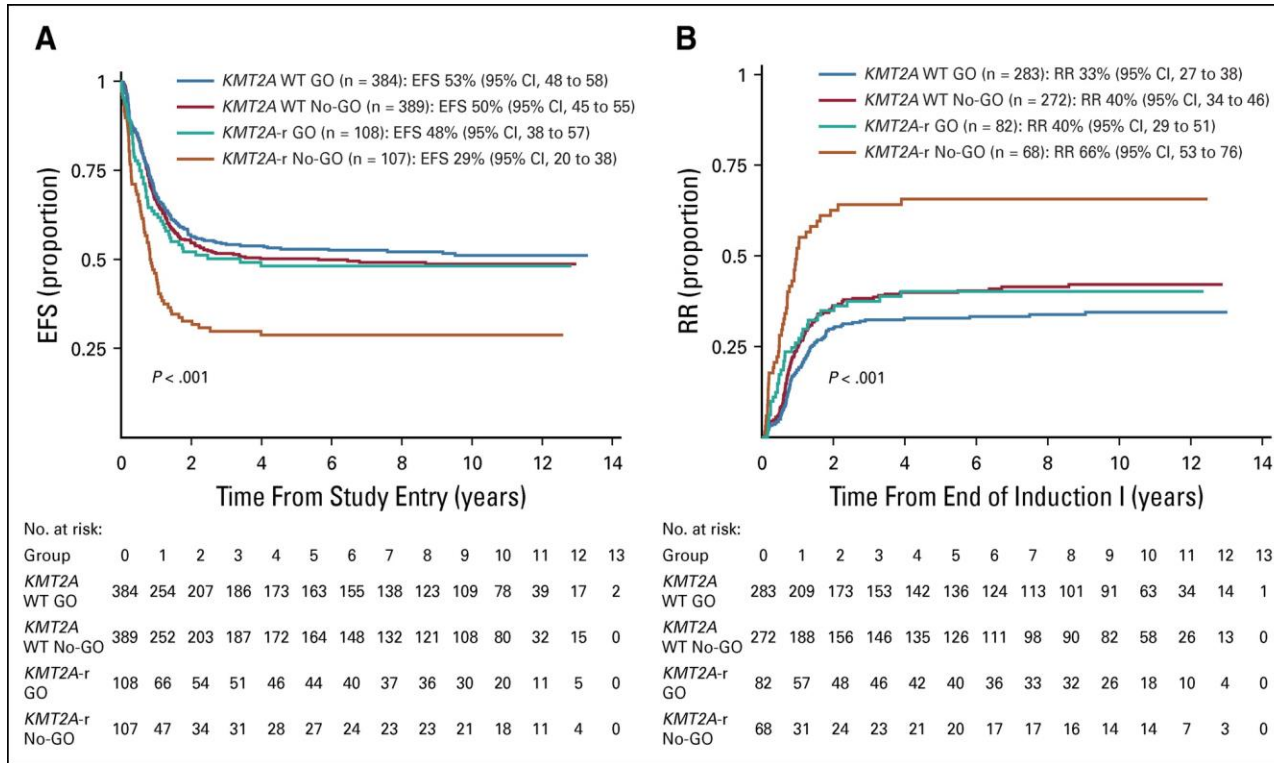 A
KMT2A WT GO (n = 384): EFS 53% (95% CI, 48 to 58)
KMT2A WT No-GO (n = 389): EFS 50% (95% CI, 45 to 55)
KMT2A-r GO (n = 108): EFS 48% (95% CI, 38 to 57)
KMT2A-r No-GO (n = 107): EFS 29% (95% CI, 20 to 38)
1
0.75
0.5
0.25
EFS (proportion)
P < .001
0 2 4 6 8 10 12 14
Time From Study Entry (years)
No. at risk:
Group 0 1 2 3 4 5 6 7 8 9 10 11 12 13
KMT2A
WT GO 384 254 207 186 173 163 155 138 123 109 78 39 17 2
KMT2A
WT No-GO 389 252 203 187 172 164 148 132 121 108 80 32 15 0
KMT2A-r
GO 108 66 54 51 46 44 40 37 36 30 20 11 5 0
KMT2A-r
No-GO 107 47 34 31 28 27 24 23 23 21 18 11 4 0
B
KMT2A WT GO (n = 283): RR 33% (95% CI, 27 to 38)
KMT2A WT No-GO (n = 272): RR 40% (95% CI, 34 to 46)
KMT2A-r GO (n = 82): RR 40% (95% CI, 29 to 51)
KMT2A-r No-GO (n = 68): RR 66% (95% CI, 53 to 76)
1
0.75
0.5
0.25
RR (proportion)
P < .001
0 2 4 6 8 10 12 14
Time From End of Induction I (years)
No. at risk:
Group 0 1 2 3 4 5 6 7 8 9 10 11 12 13
KMT2A
WT GO 283 209 173 153 142 136 124 113 101 91 63 34 14 1
KMT2A
WT No-GO 272 188 156 146 135 126 111 98 90 82 58 26 13 0
KMT2A-r
GO 82 57 48 46 42 40 36 33 32 26 18 10 4 0
KMT2A-r
No-GO 68 31 24 23 21 20 17 17 16 14 14 7 3 0